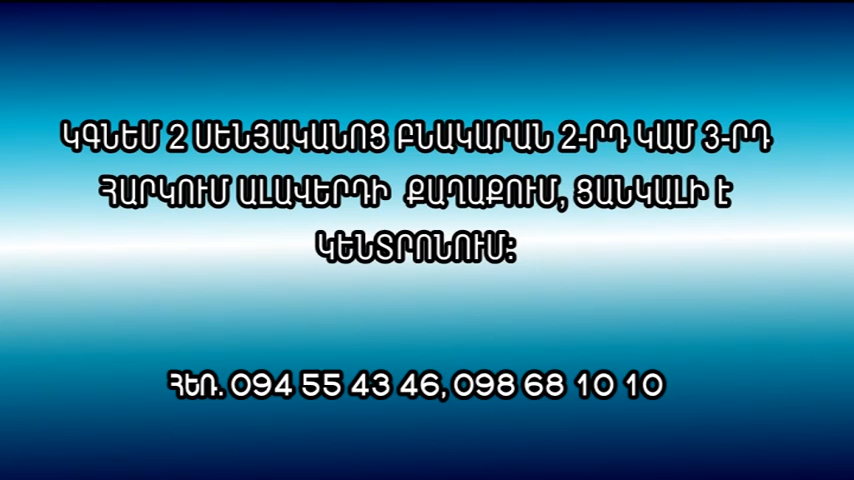 ԿԳՆԵՄ 2 ՍԵՆՅԱԿԱՆՈՑ ԲՆԱԿԱՐԱՆ 2-ՐԴ ԿԱՄ 3-ՐԴ
ՀԱՐԿՈՒՄ ԱԼԱՎԵՐԴԻ ՔԱՂԱՔՈՒՄ, ՑԱՆԿԱԼԻ Է
ԿԵՆՏՐՈՆՈՒՄ:
ՀԵՌ. 094 55 43 46, 098 68 10 10